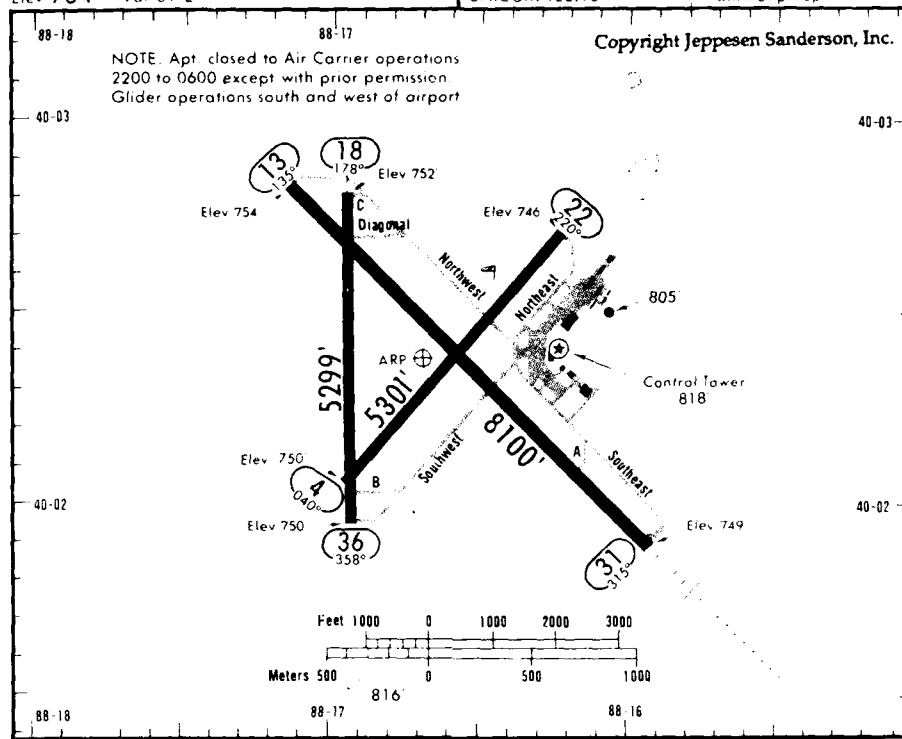 Elev
88-18
88-17
Copyright Jeppesen Sanderson, Inc.
NOTE. Apt. closed to Air Carrier operations
2200 to 0600 except with prior permission.
Glider operations south and west of airport
40-03
40-03
13
135°
18
178°
Elev 752'
Elev 754
C
Diagonal
Elev 746
22
220°
Northwest
Northeast
805'
ARP
Control Tower
818'
5299'
5301'
8100'
Southwest
A
Southeast
Elev 750
4
040°
B
40-02
40-02
Elev 750
36
358°
Elev 749
31
315°
Feet 1000 0 1000 2000 3000
Meters 500 0 500 1000
816'
88-18
88-17
88-16